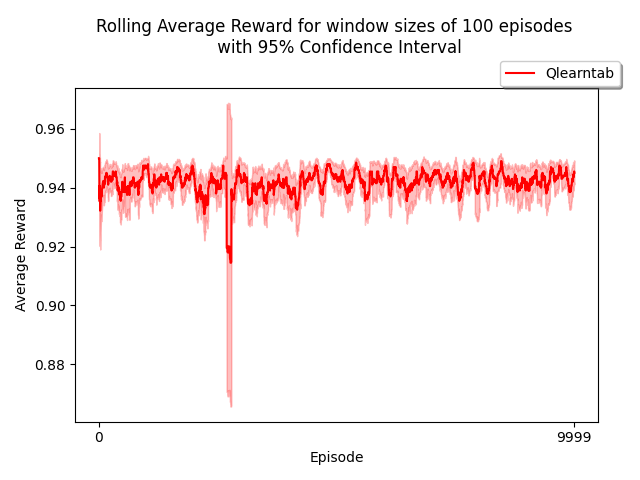 Rolling Average Reward for window sizes of 100 episodes
with 95% Confidence Interval
Qlearntab
0.96
0.94
0.92
0.90
0.88
Average Reward
0
9999
Episode